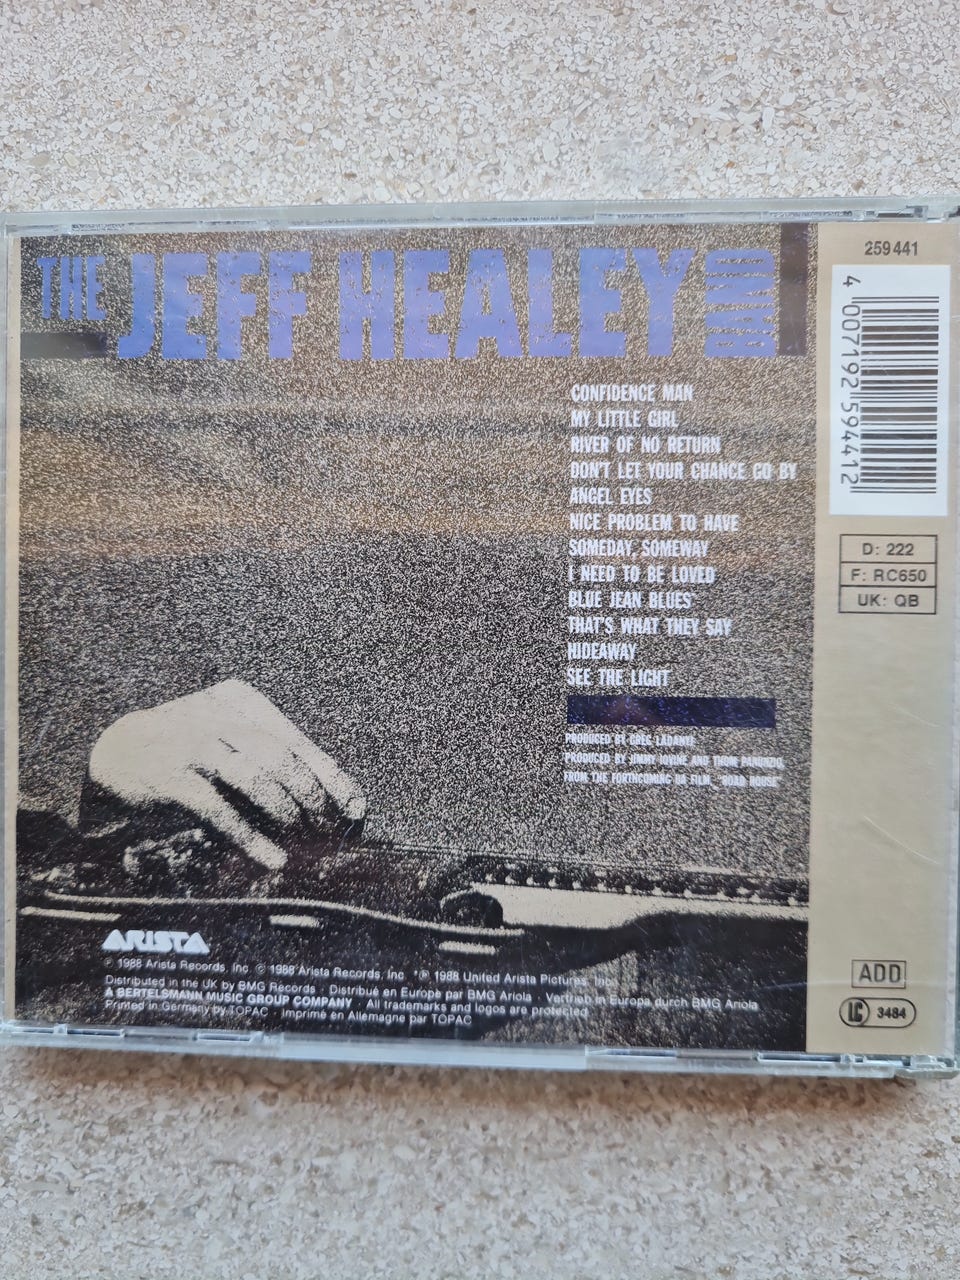 THE JEFF HEALEY BAND
CONFIDENCE MAN
MY LITTLE GIRL
RIVER OF NO RETURN
DON'T LET YOUR CHANCE GO BY
ANGEL EYES
NICE PROBLEM TO HAVE
SOMEDAY, SOMEWAY
I NEED TO BE LOVED
BLUE JEAN BLUES*
THAT'S WHAT THEY SAY
HIDEAWAY
SEE THE LIGHT
PRODUCED BY GREG LADANYI
PRODUCED BY JIMMY IOVINE AND THOM PANUNZIO,
FROM THE FORTHCOMING UA FILM, "ROAD HOUSE"
ARISTA
℗ 1988 Arista Records, Inc. © 1988 Arista Records, Inc. *℗ 1988 United Artists Pictures, Inc.
Distributed in the UK by BMG Records · Distribué en Europe par BMG Ariola · Vertrieb in Europa durch BMG Ariola
A BERTELSMANN MUSIC GROUP COMPANY · All trademarks and logos are protected
Printed in Germany by TOPAC · Imprimé en Allemagne par TOPAC
259 441
4 007192 594412
D: 222
F: RC650
UK: QB
ADD
LC 3484